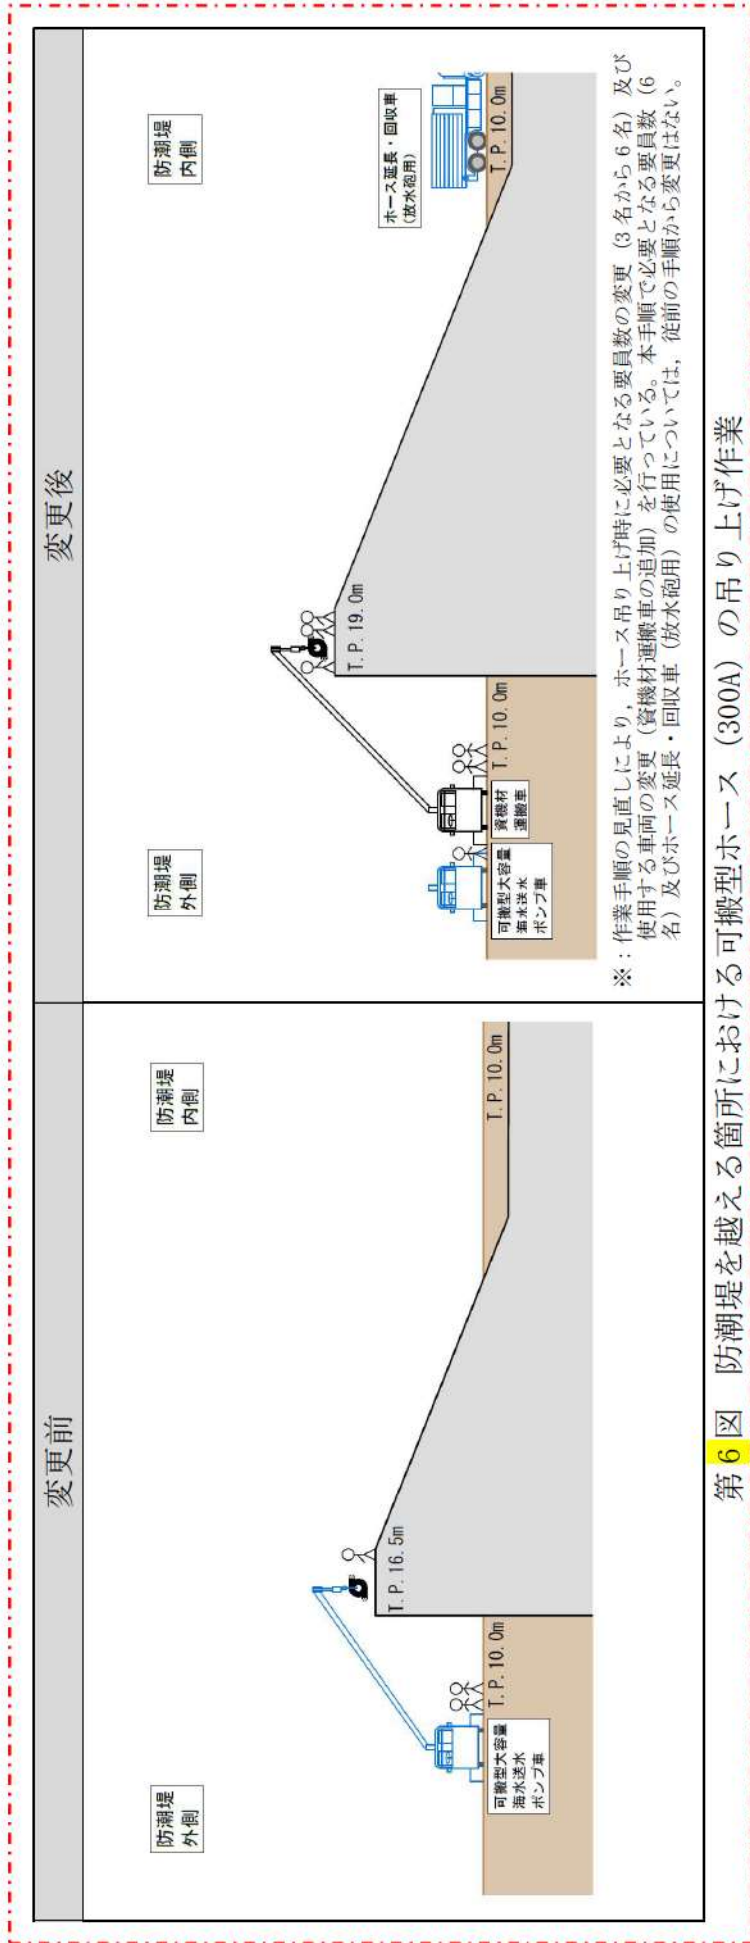 変更前
変更後
防潮堤
外側
防潮堤
内側
T.P. 16.5m
T.P. 10.0m
T.P. 10.0m
可搬型大容量
海水送水
ポンプ車
防潮堤
外側
防潮堤
内側
ホース延長・回収車
(放水砲用)
T.P. 19.0m
T.P. 10.0m
T.P. 10.0m
可搬型大容量
海水送水
ポンプ車
資機材
運搬車
※：作業手順の見直しにより，ホース吊り上げ時に必要となる要員数の変更（3名から6名）及び
使用する車両の変更（資機材運搬車の追加）を行っている。本手順で必要となる要員数（6
名）及びホース延長・回収車（放水砲用）の使用については，従前の手順から変更はない。
第6図　防潮堤を越える箇所における可搬型ホース（300A）の吊り上げ作業